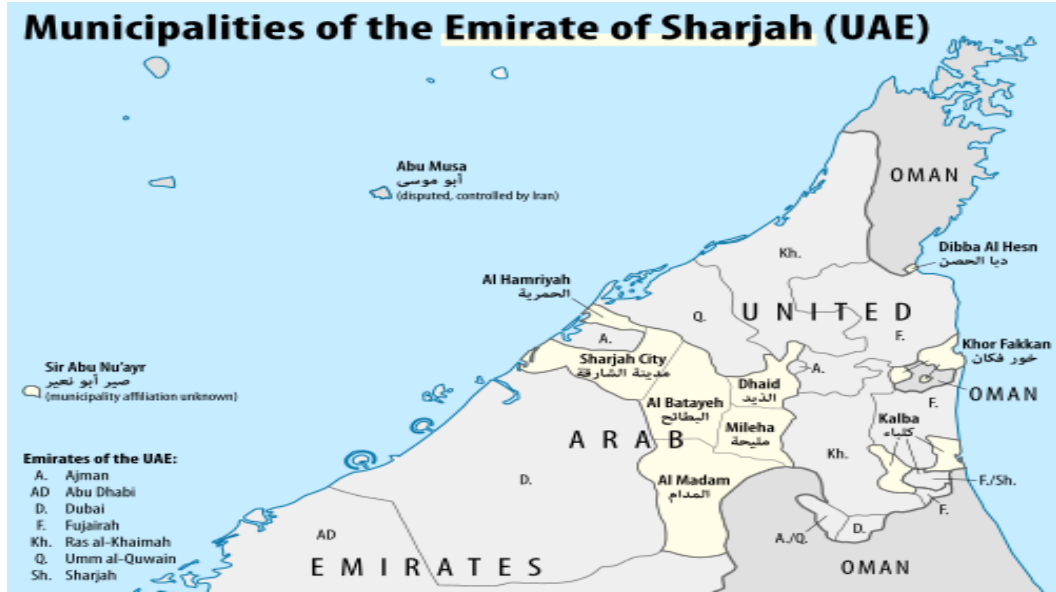 Municipalities of the Emirate of Sharjah (UAE)
Abu Musa
أبو موسى
(disputed, controlled by Iran)
OMAN
Dibba Al Hesn
دبا الحصن
Kh.
Al Hamriyah
الحمرية
Q.
UNITED
F.
A.
Khor Fakkan
خور فكان
Sharjah City
مدينة الشارقة
A.
Sir Abu Nu'ayr
صير أبو نعير
(municipality affiliation unknown)
Dhaid
الذيد
OMAN
F.
Al Batayeh
البطائح
Kalba
كلباء
Mileha
مليحة
ARAB
Kh.
Emirates of the UAE:
A. Ajman
AD Abu Dhabi
D. Dubai
F. Fujairah
Kh. Ras al-Khaimah
Q. Umm al-Quwain
Sh. Sharjah
D.
Al Madam
المدام
F./Sh.
F.
A./Q.
D.
AD
EMIRATES
OMAN